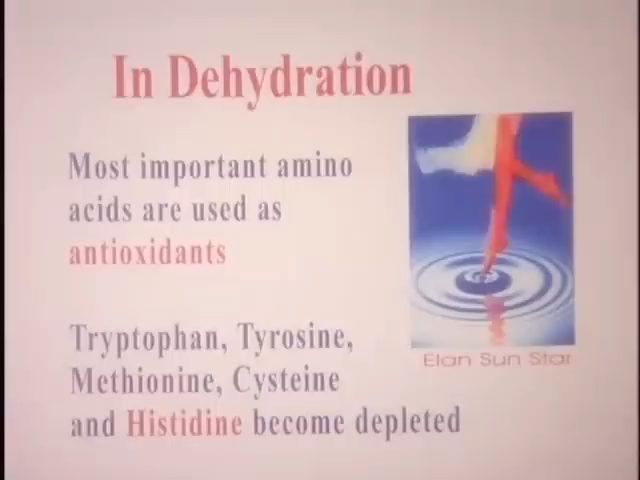 In Dehydration
Most important amino
acids are used as
antioxidants
Elan Sun Star
Tryptophan, Tyrosine,
Methionine, Cysteine
and Histidine become depleted